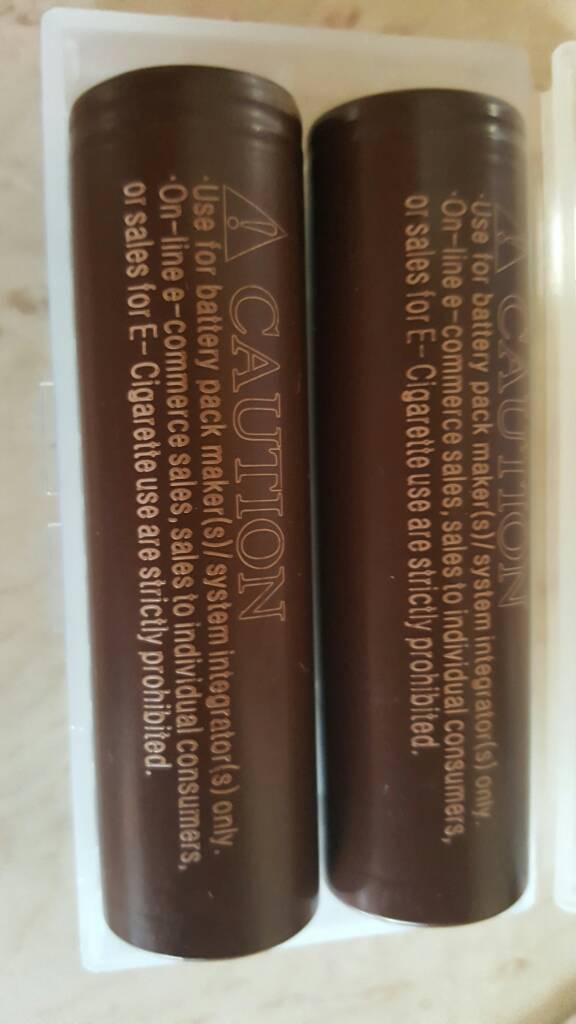 CAUTION
·Use for battery pack maker(s)/system integrator(s) only.
·On-line e-commerce sales, sales to individual consumers,
or sales for E- Cigarette use are strictly prohibited.
CAUTION
·Use for battery pack maker(s)/system integrator(s) only.
·On-line e-commerce sales, sales to individual consumers,
or sales for E- Cigarette use are strictly prohibited.